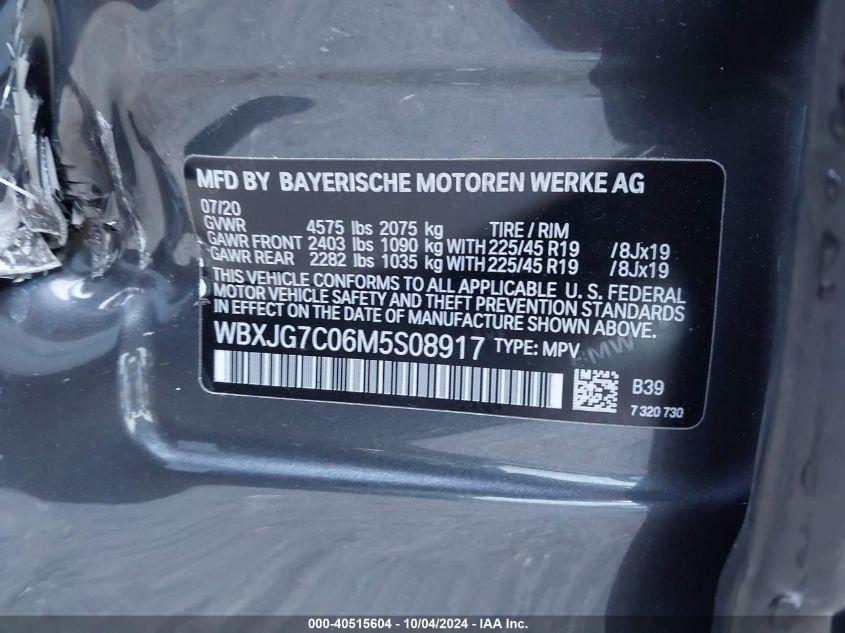 MFD BY BAYERISCHE MOTOREN WERKE AG
07/20
GVWR 4575 lbs 2075 kg TIRE / RIM
GAWR FRONT 2403 lbs 1090 kg WITH 225/45 R19 /8Jx19
GAWR REAR 2282 lbs 1035 kg WITH 225/45 R19 /8Jx19
THIS VEHICLE CONFORMS TO ALL APPLICABLE U. S. FEDERAL
MOTOR VEHICLE SAFETY AND THEFT PREVENTION STANDARDS
IN EFFECT ON THE DATE OF MANUFACTURE SHOWN ABOVE.
WBXJG7C06M5S08917 TYPE: MPV
BMW
B39
7 320 730
000-40515604 - 10/04/2024 - IAA Inc.